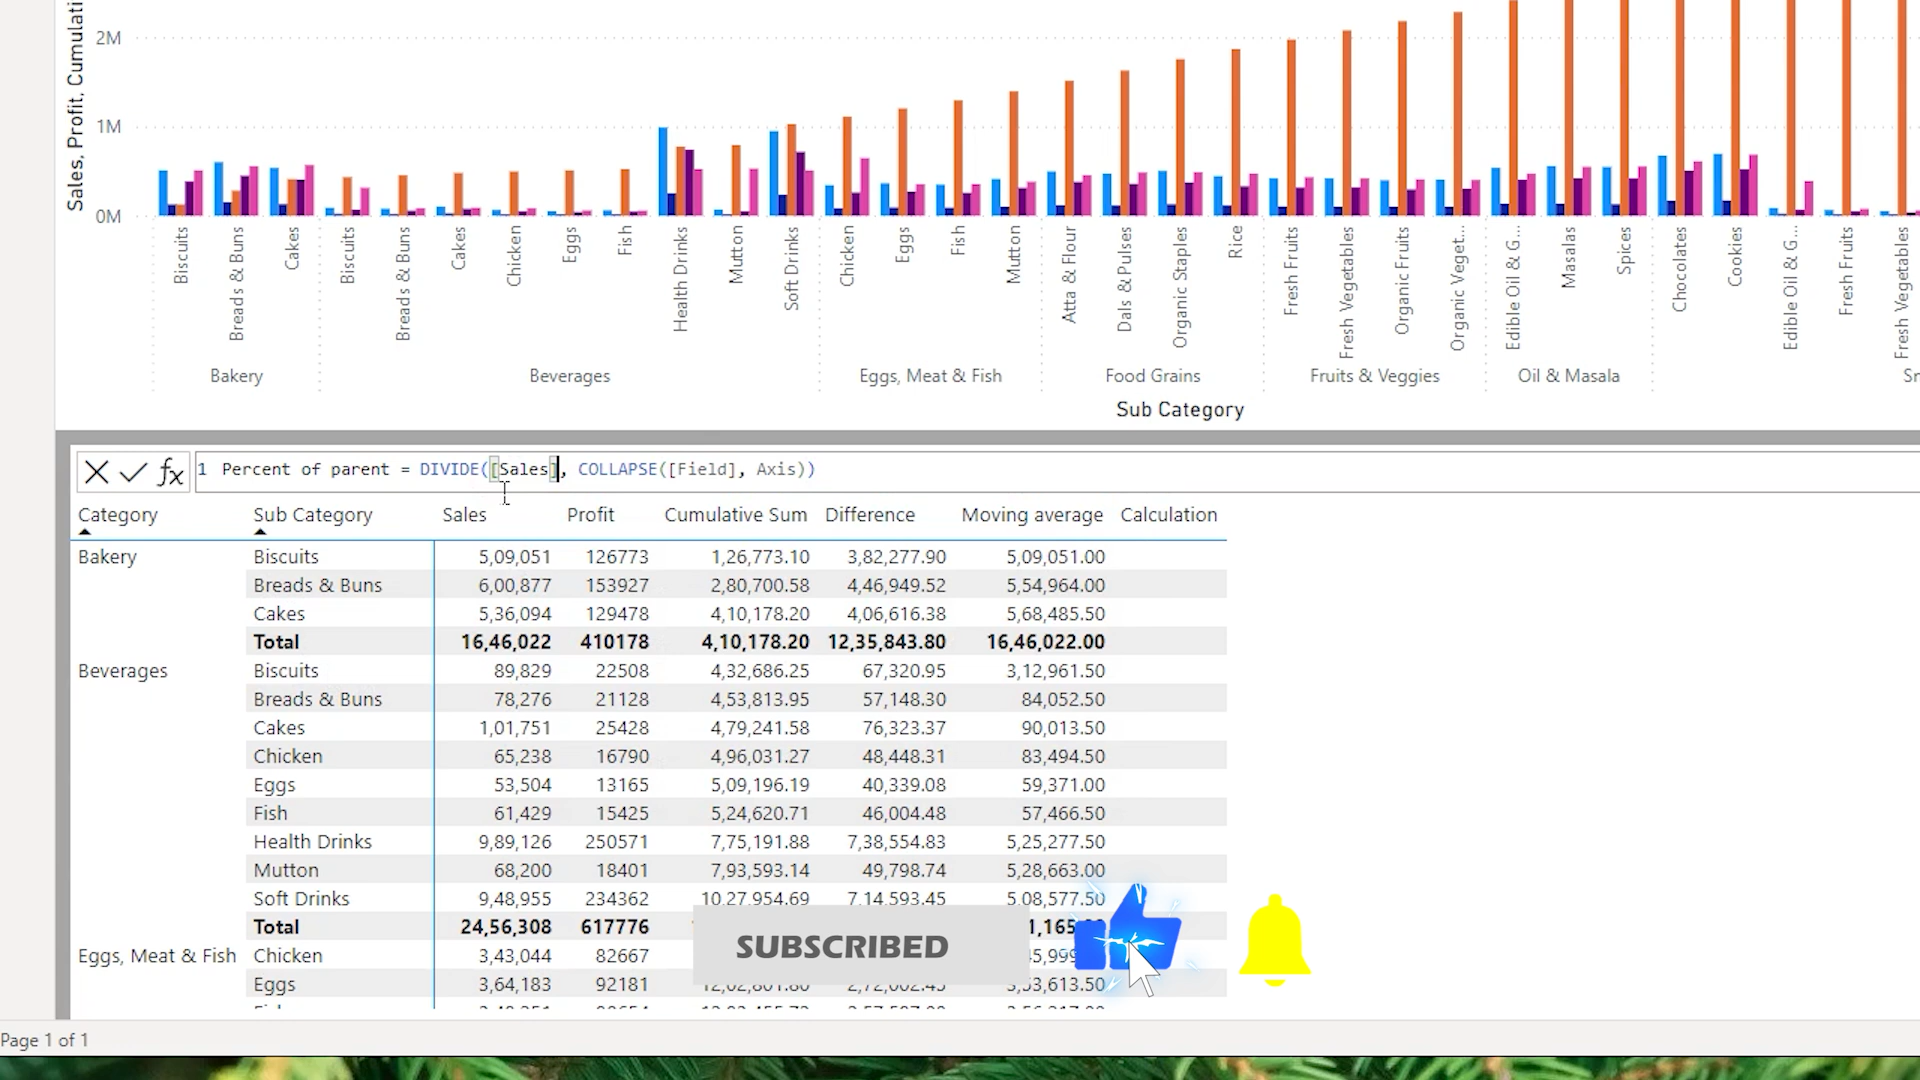 Sales, Profit, Cumulati
2M
1M
0M
Biscuits
Breads & Buns
Cakes
Biscuits
Breads & Buns
Cakes
Chicken
Eggs
Fish
Health Drinks
Mutton
Soft Drinks
Chicken
Eggs
Fish
Mutton
Atta & Flour
Dals & Pulses
Organic Staples
Rice
Fresh Fruits
Fresh Vegetables
Organic Fruits
Organic Veget...
Edible Oil & G...
Masalas
Spices
Chocolates
Cookies
Edible Oil & G...
Fresh Fruits
Fresh Vegetables
Bakery
Beverages
Eggs, Meat & Fish
Food Grains
Fruits & Veggies
Oil & Masala
Sn
Sub Category
fx 1 Percent of parent = DIVIDE([Sales], COLLAPSE([Field], Axis))
Category Sub Category Sales Profit Cumulative Sum Difference Moving average Calculation
Bakery Biscuits 5,09,051 126773 1,26,773.10 3,82,277.90 5,09,051.00
Breads & Buns 6,00,877 153927 2,80,700.58 4,46,949.52 5,54,964.00
Cakes 5,36,094 129478 4,10,178.20 4,06,616.38 5,68,485.50
Total 16,46,022 410178 4,10,178.20 12,35,843.80 16,46,022.00
Beverages Biscuits 89,829 22508 4,32,686.25 67,320.95 3,12,961.50
Breads & Buns 78,276 21128 4,53,813.95 57,148.30 84,052.50
Cakes 1,01,751 25428 4,79,241.58 76,323.37 90,013.50
Chicken 65,238 16790 4,96,031.27 48,448.31 83,494.50
Eggs 53,504 13165 5,09,196.19 40,339.08 59,371.00
Fish 61,429 15425 5,24,620.71 46,004.48 57,466.50
Health Drinks 9,89,126 250571 7,75,191.88 7,38,554.83 5,25,277.50
Mutton 68,200 18401 7,93,593.14 49,798.74 5,28,663.00
Soft Drinks 9,48,955 234362 10,27,954.69 7,14,593.45 5,08,577.50
Total 24,56,308 617776
Eggs, Meat & Fish Chicken 3,43,044 82667
Eggs 3,64,183 92181
SUBSCRIBED
Page 1 of 1